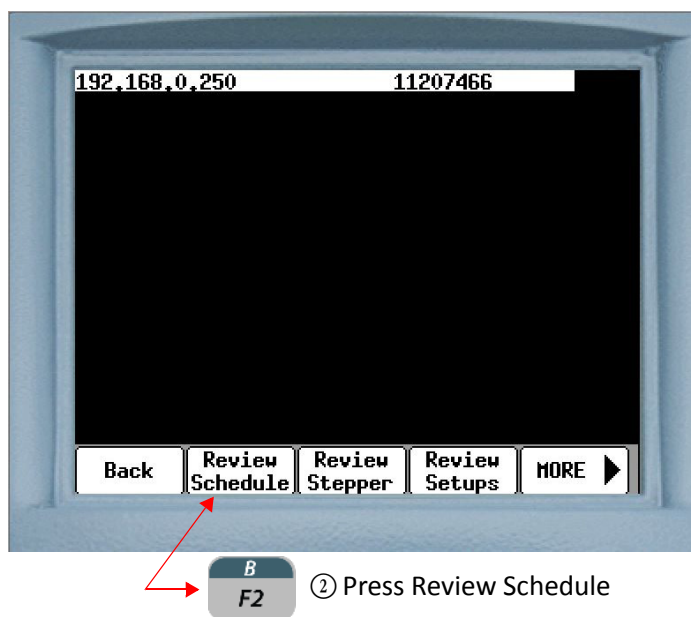 192.168.0.250 11207466
Back Review Schedule Review Stepper Review Setups MORE
B
F2 ② Press Review Schedule